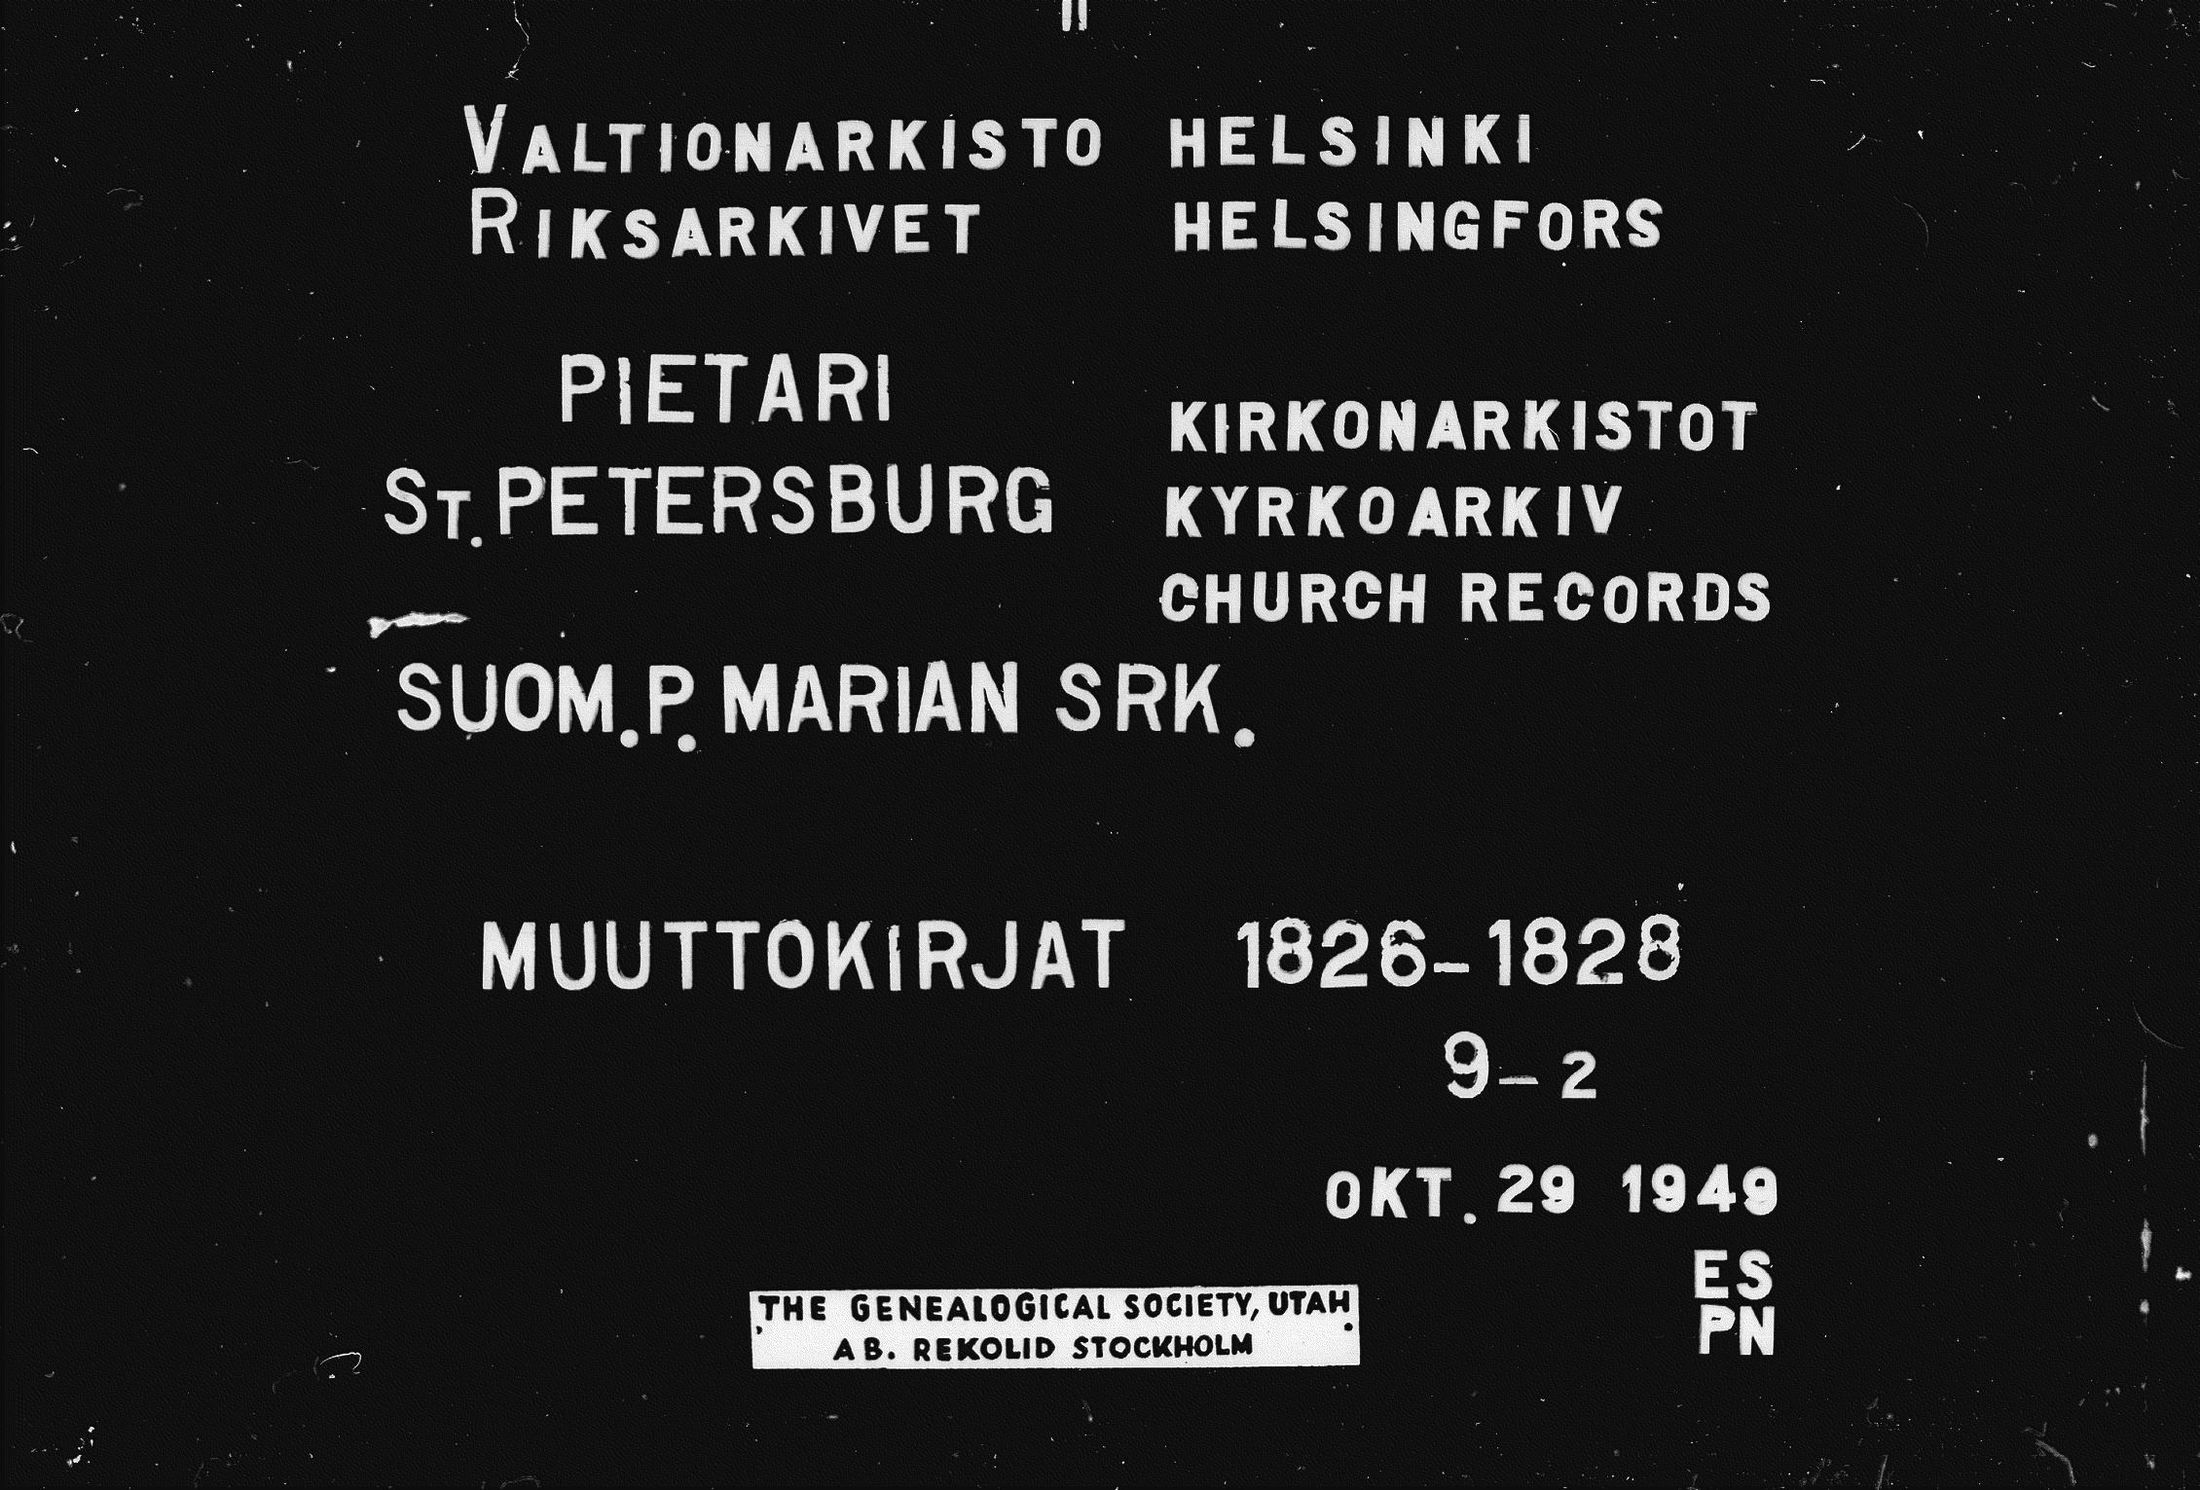 VALTIONARKISTO HELSINKI
RIKSARKIVET HELSINGFORS
PIETARI
ST. PETERSBURG
KIRKONARKISTOT
KYRKOARKIV
CHURCH RECORDS
SUOM. P. MARIAN SRK.
MUUTTOKIRJAT 1826-1828
9-2
OKT. 29 1949
ES
PN
THE GENEALOGICAL SOCIETY, UTAH
AB. REKOLID STOCKHOLM